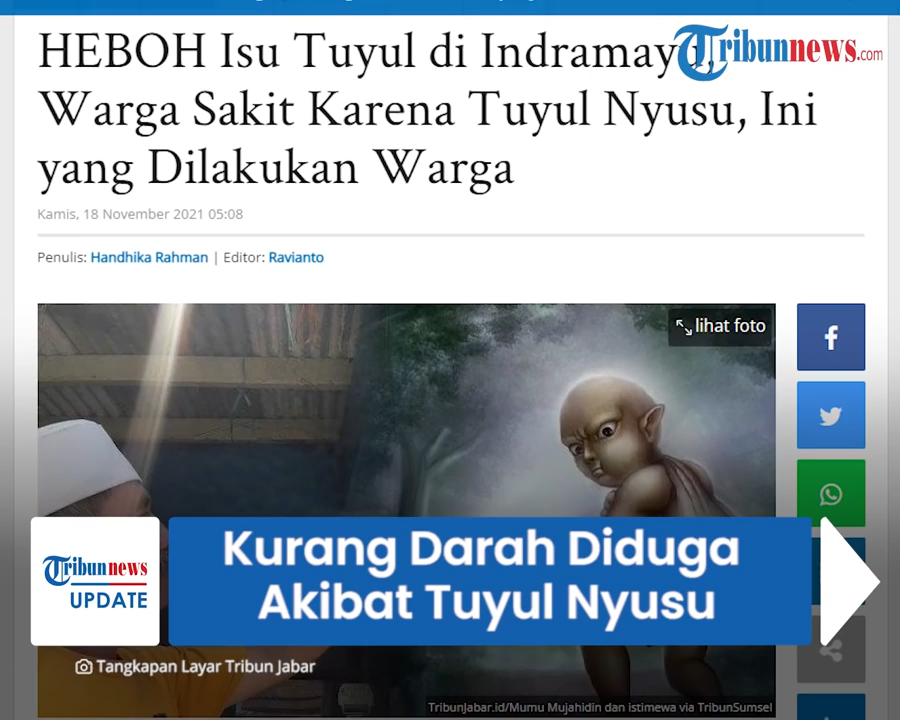 HEBOH Isu Tuyul di Indramayu,
Tribunnews.com
Warga Sakit Karena Tuyul Nyusu, Ini
yang Dilakukan Warga
Kamis, 18 November 2021 05:08
Penulis: Handhika Rahman | Editor: Ravianto
lihat foto
Kurang Darah Diduga
Akibat Tuyul Nyusu
Tribunnews
UPDATE
Tangkapan Layar Tribun Jabar
TribunJabar.id/Mumu Mujahidin dan istimewa via TribunSumsel